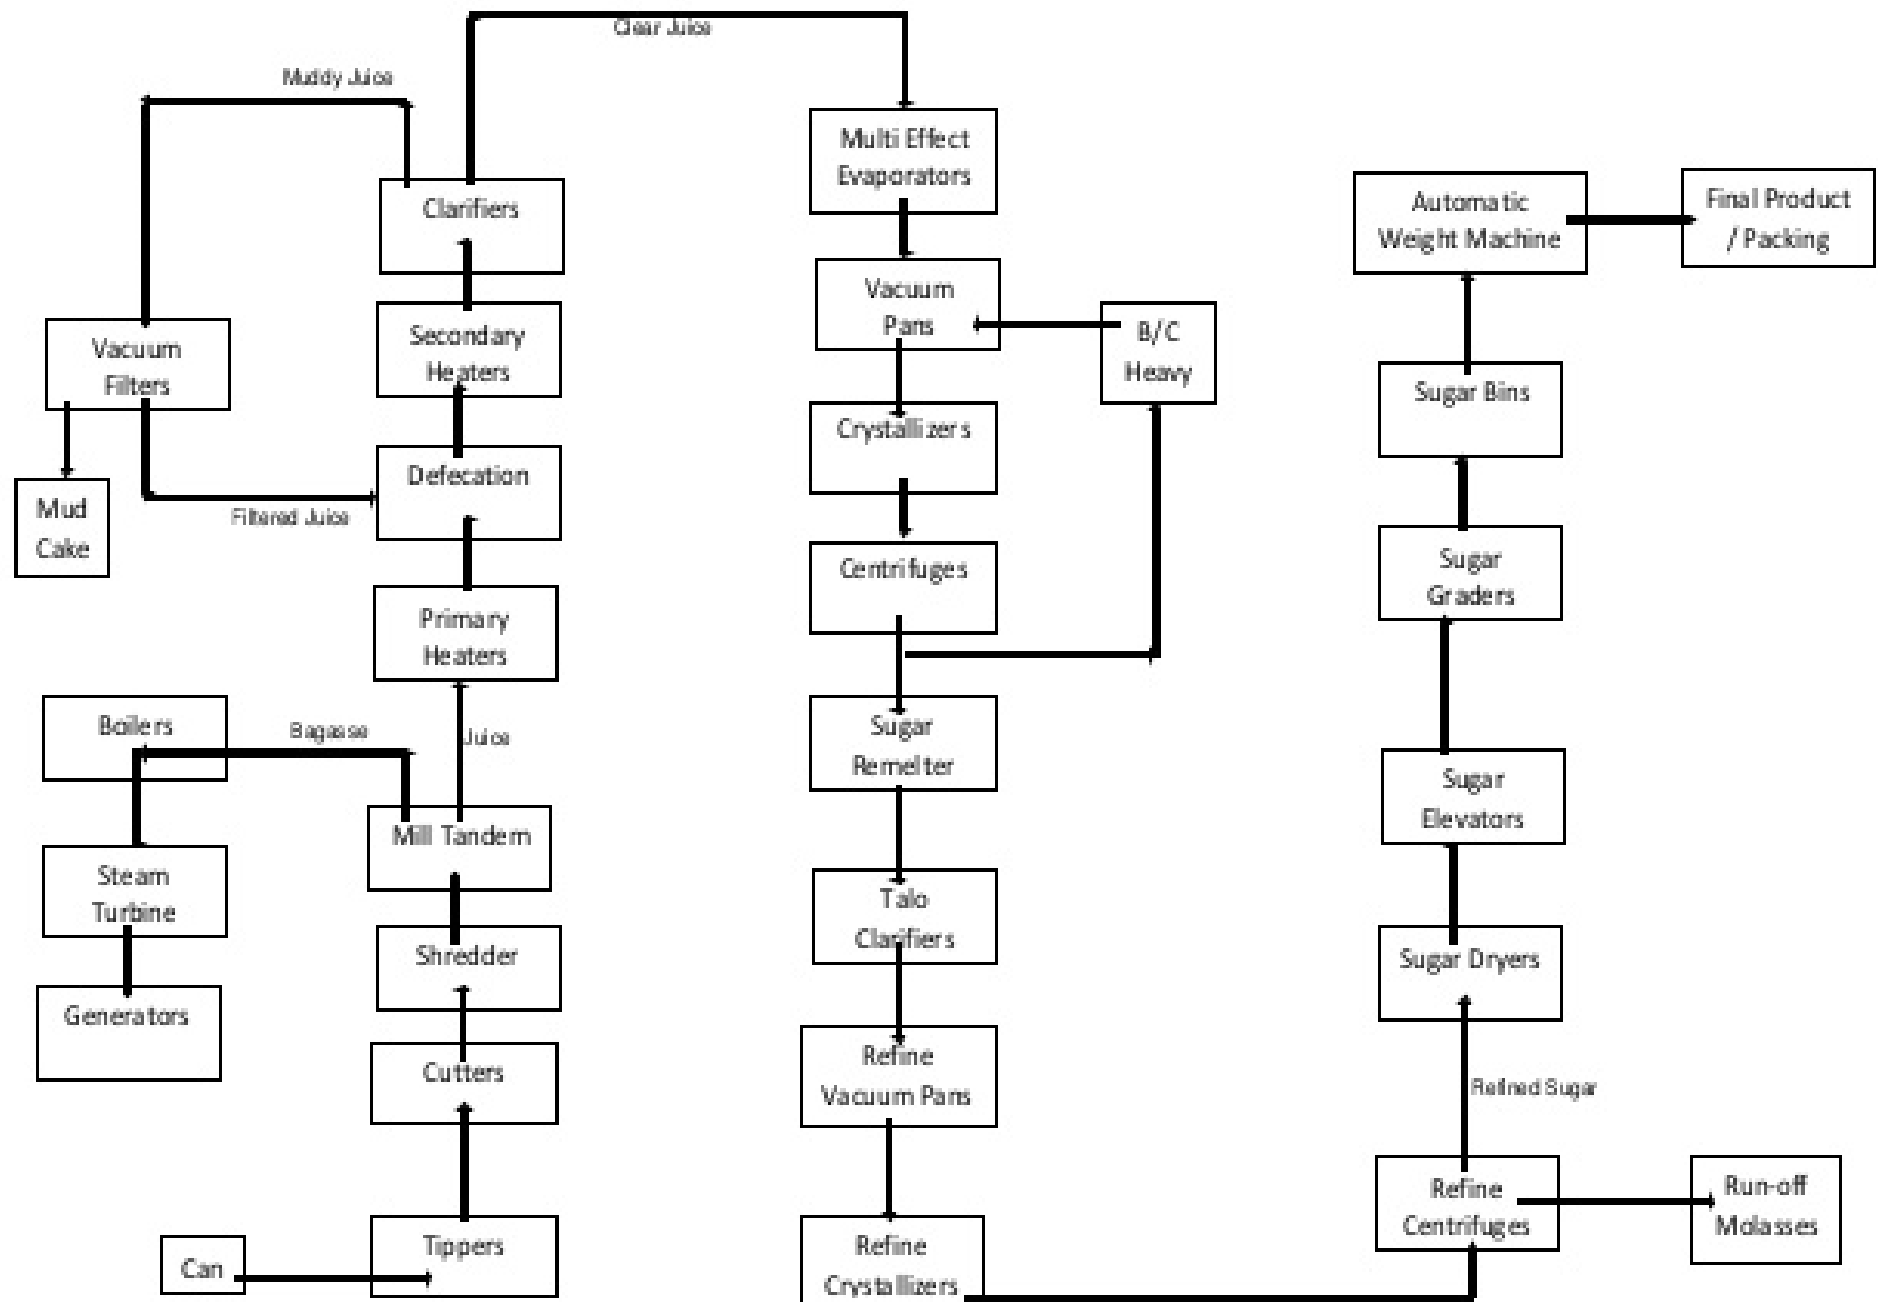 Clear Juice
Muddy Juice
Multi Effect
Evaporators
Clarifiers
Automatic
Weight Machine
Final Product
/ Packing
Vacuum
Pans
Secondary
Heaters
B/C
Heavy
Vacuum
Filters
Sugar Bins
Crystallizers
Defecation
Mud
Cake
Filtered Juice
Centrifuges
Sugar
Graders
Primary
Heaters
Boilers
Bagasse
Juice
Sugar
Remelter
Sugar
Elevators
Mill Tandem
Steam
Turbine
Talo
Clarifiers
Shredder
Sugar Dryers
Generators
Cutters
Refine
Vacuum Pans
Refined Sugar
Refine
Centrifuges
Run-off
Molasses
Can
Tippers
Refine
Crystallizers